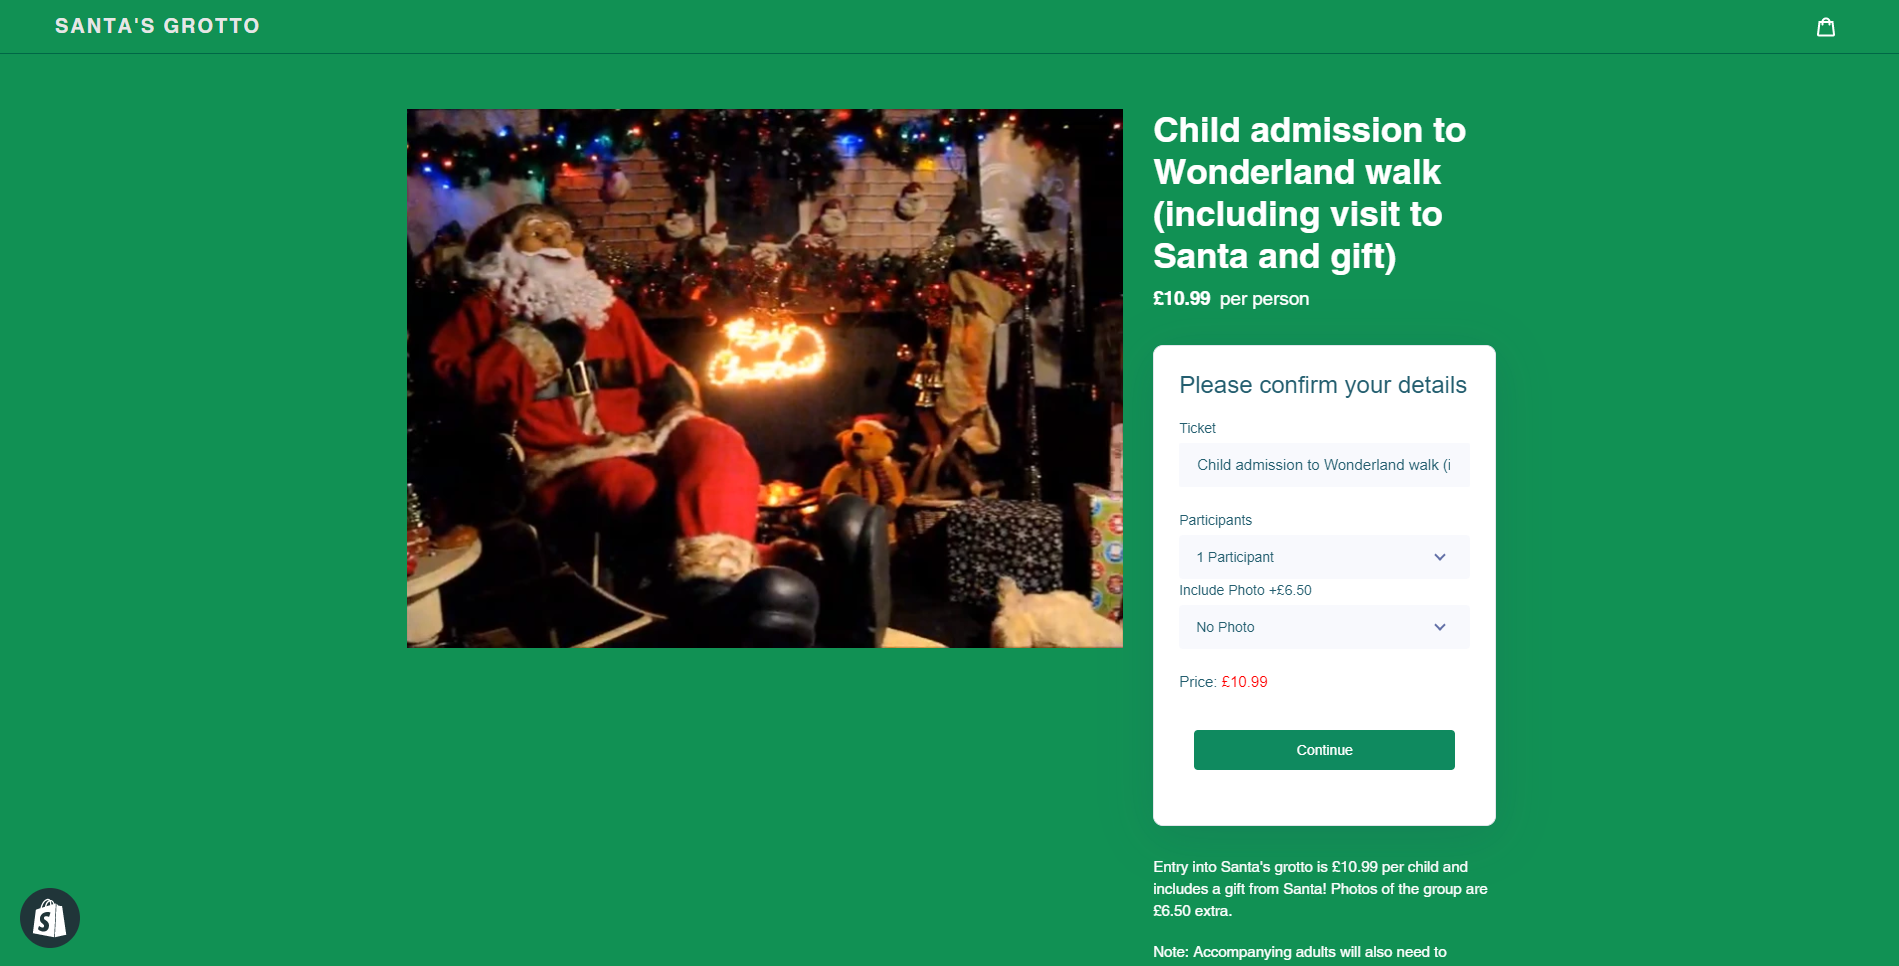 SANTA'S GROTTO
Child admission to
Wonderland walk
(including visit to
Santa and gift)
£10.99 per person
Please confirm your details
Ticket
Child admission to Wonderland walk (i
Participants
1 Participant
Include Photo +£6.50
No Photo
Price: £10.99
Continue
Entry into Santa's grotto is £10.99 per child and
includes a gift from Santa! Photos of the group are
£6.50 extra.
Note: Accompanying adults will also need to